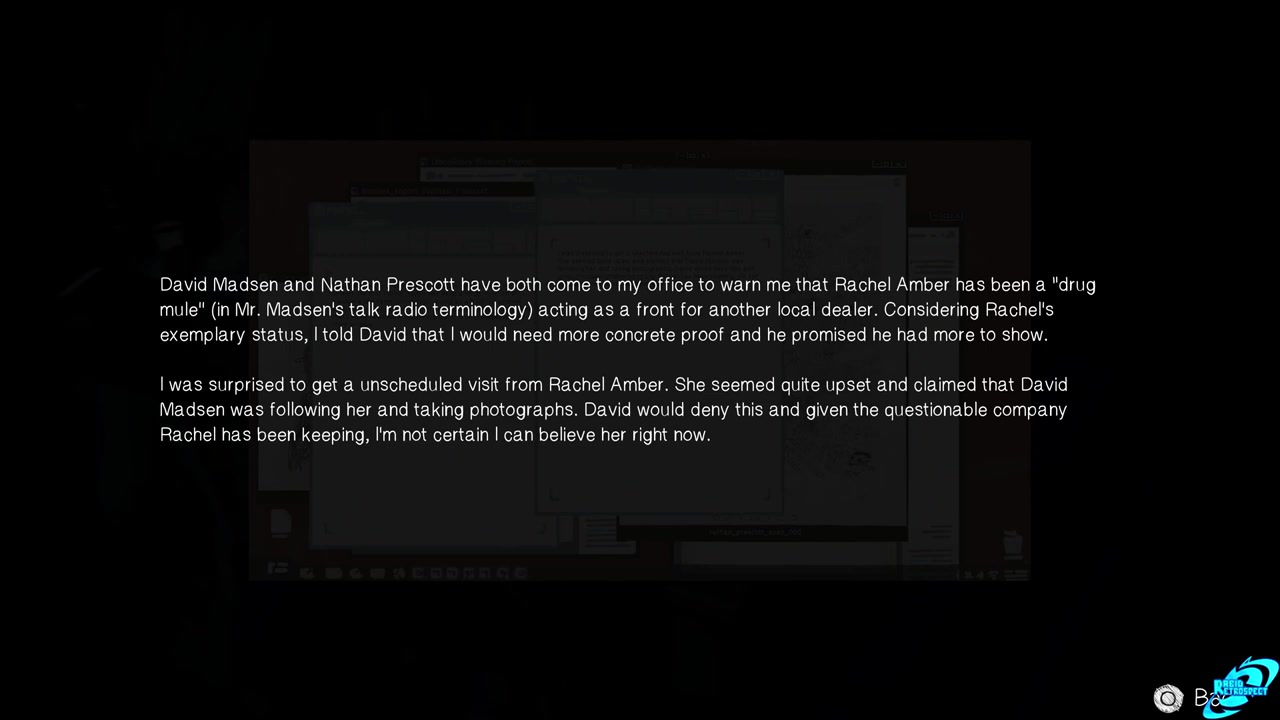 David Madsen and Nathan Prescott have both come to my office to warn me that Rachel Amber has been a "drug
mule" (in Mr. Madsen's talk radio terminology) acting as a front for another local dealer. Considering Rachel's
exemplary status, I told David that I would need more concrete proof and he promised he had more to show.
I was surprised to get a unscheduled visit from Rachel Amber. She seemed quite upset and claimed that David
Madsen was following her and taking photographs. David would deny this and given the questionable company
Rachel has been keeping, I'm not certain I can believe her right now.
RETROSPECT